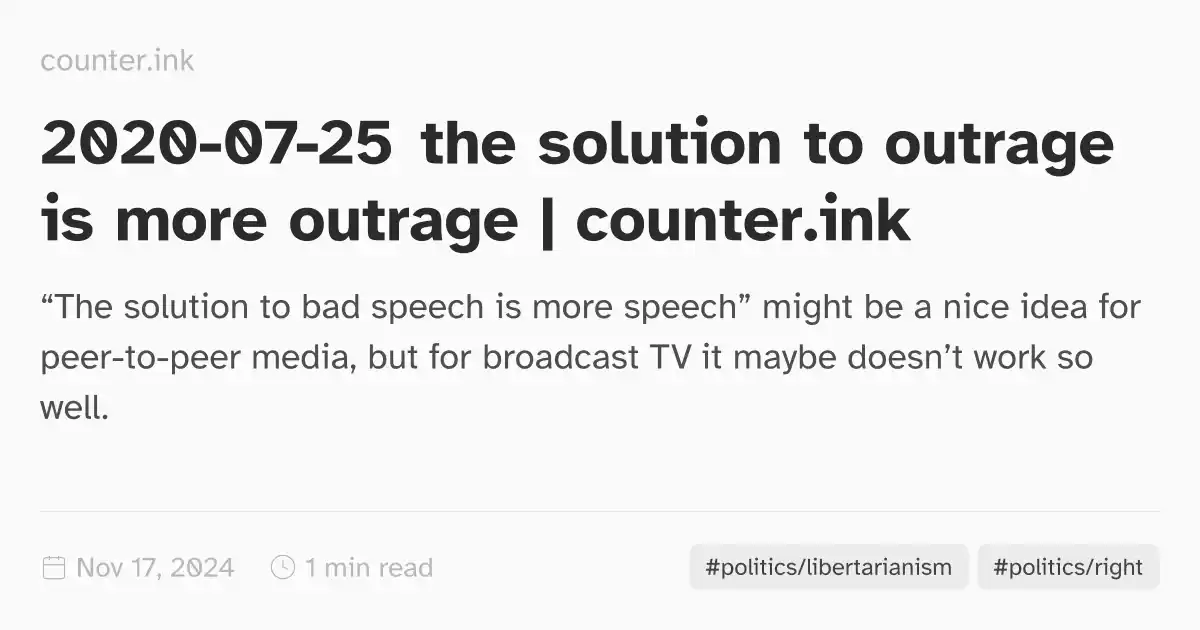 counter.ink
2020-07-25 the solution to outrage
is more outrage | counter.ink
“The solution to bad speech is more speech” might be a nice idea for
peer-to-peer media, but for broadcast TV it maybe doesn’t work so
well.
Nov 17, 2024 1 min read #politics/libertarianism #politics/right